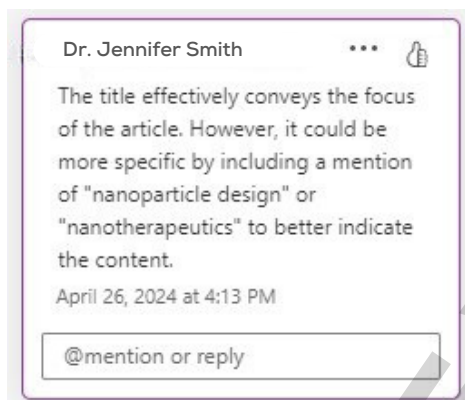 Dr. Jennifer Smith
The title effectively conveys the focus
of the article. However, it could be
more specific by including a mention
of "nanoparticle design" or
"nanotherapeutics" to better indicate
the content.
April 26, 2024 at 4:13 PM
@mention or reply